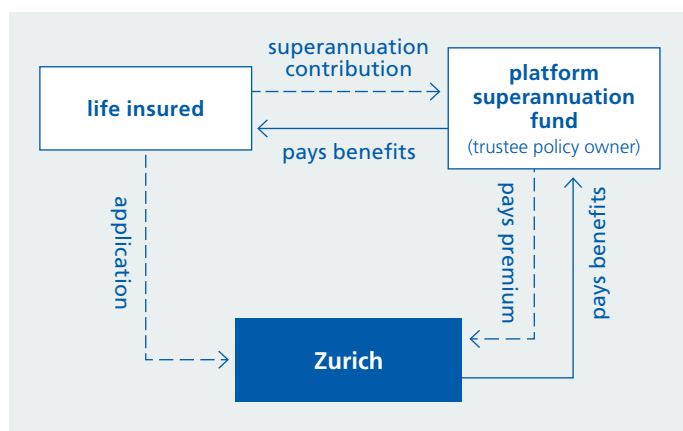 superannuation
contribution
life insured
platform
superannuation
fund
(trustee policy owner)
pays benefits
application
pays premium
pays benefits
Zurich